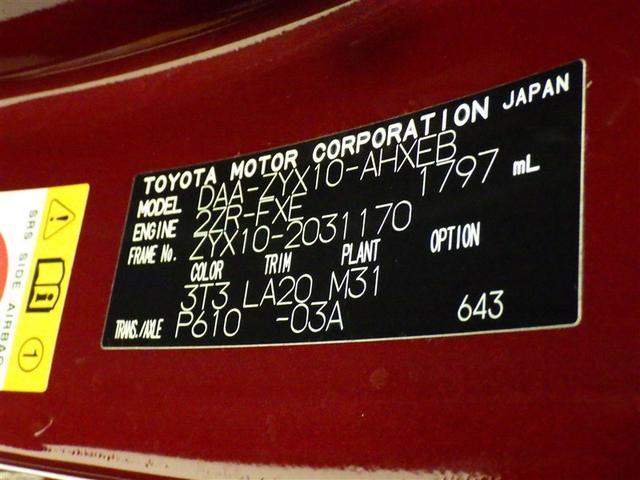 TOYOTA MOTOR CORPORATION JAPAN
MODEL DAA-ZYX10-AHXEB
ENGINE 2ZR-FXE 1797 mL
FRAME No. ZYX10-2031170
COLOR TRIM PLANT OPTION
3T3 LA20 M31
TRANS./AXLE P610 -03A 643
SRS SIDE AIRBAG
1